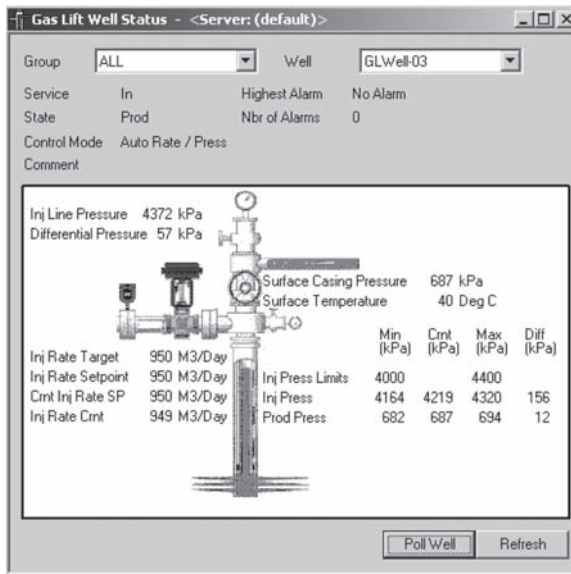 Gas Lift Well Status - <Server: (default)>
Group ALL Well GLWell-03
Service In Highest Alarm No Alarm
State Prod Nbr of Alarms 0
Control Mode Auto Rate / Press
Comment
Inj Line Pressure 4372 kPa
Differential Pressure 57 kPa
Surface Casing Pressure 687 kPa
Surface Temperature 40 Deg C
Min Crnt Max Diff
(kPa) (kPa) (kPa) (kPa)
Inj Rate Target 950 M3/Day
Inj Rate Setpoint 950 M3/Day
Crnt Inj Rate SP 950 M3/Day
Inj Rate Crnt 949 M3/Day
Inj Press Limits 4000 4400
Inj Press 4164 4219 4320 156
Prod Press 682 687 694 12
Poll Well Refresh